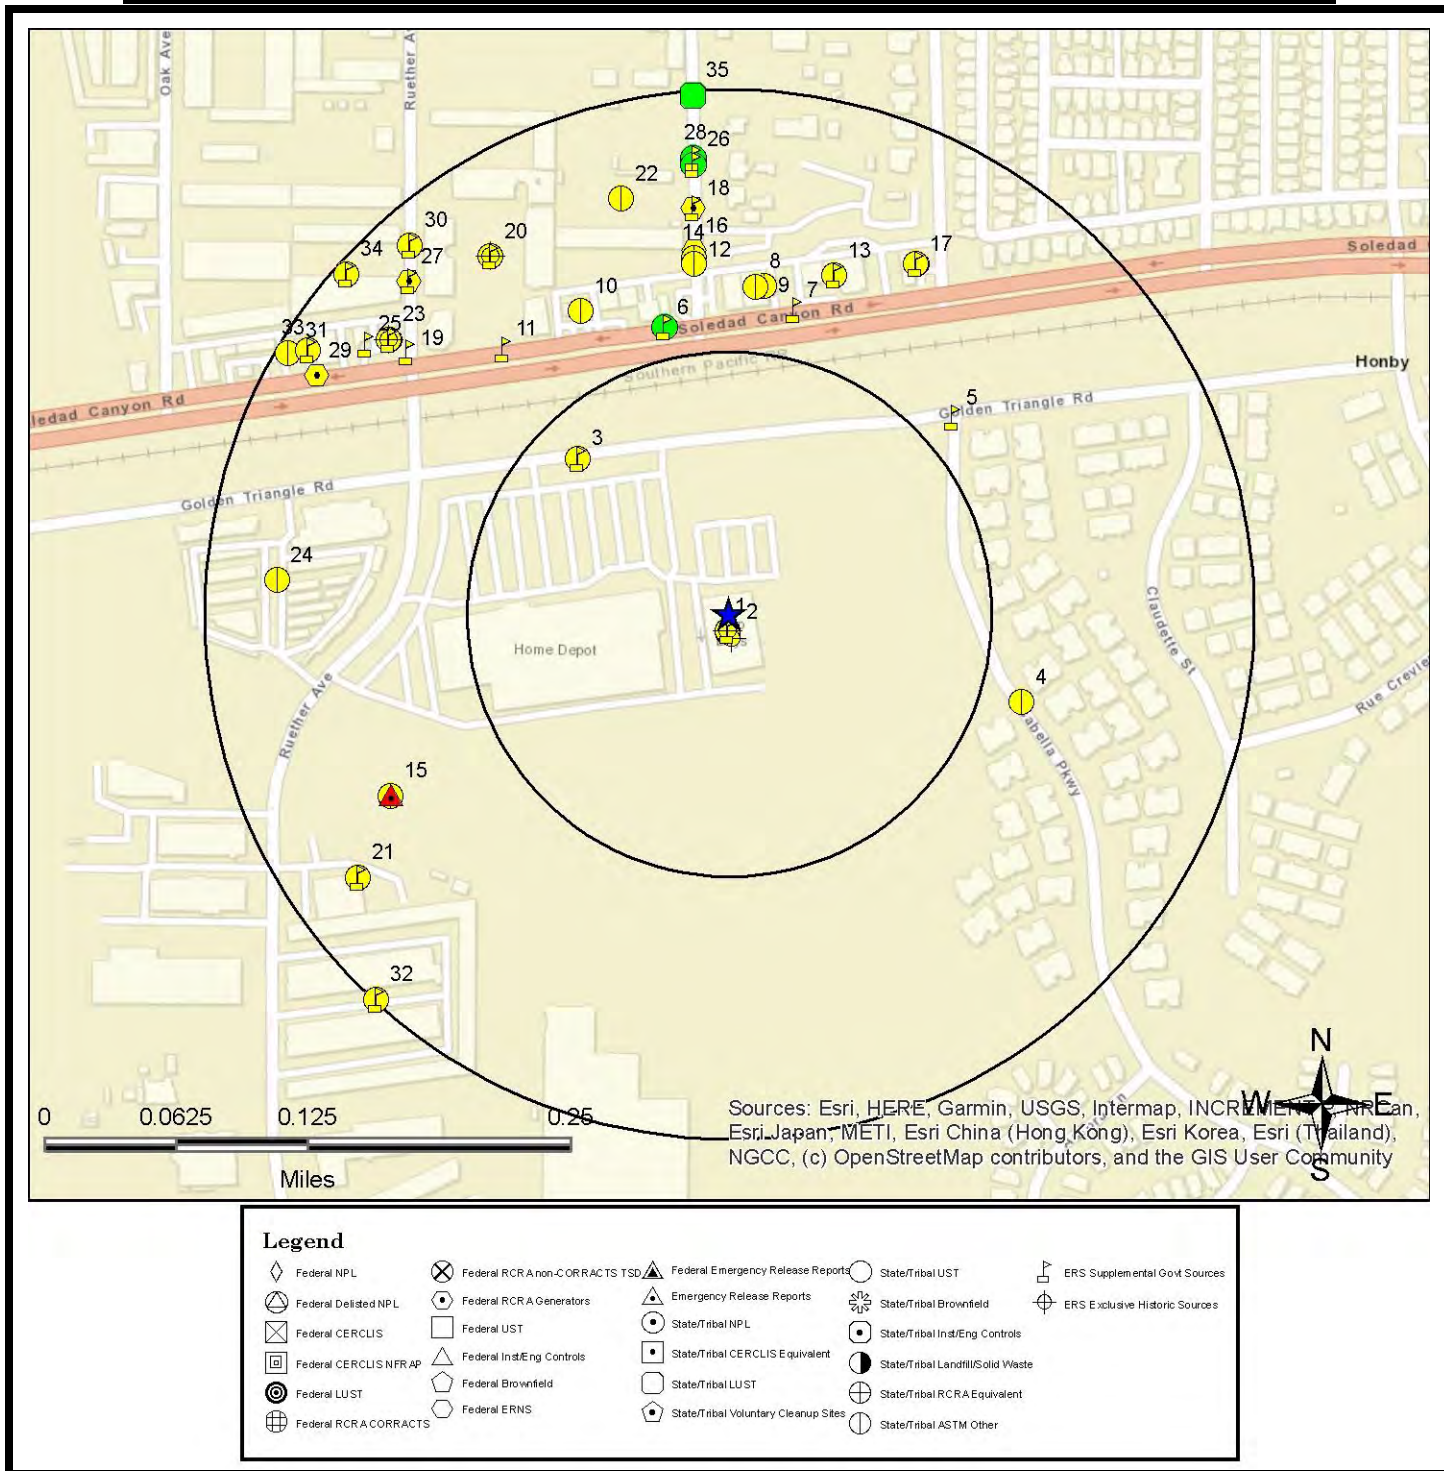 Oak Ave
Ruether Av
35
28 26
22
18
16
14
12
30
20
34
27
8
13
17
9
10
7
6
Soledad
Soledad Canyon Rd
23
33 31
25
19
11
29
Southern Pacific RR
Honby
ledad Canyon Rd
5
Golden Triangle Rd
3
Golden Triangle Rd
24
Claudette St
1 2
Home Depot
4
Rue Crevie
Ruether Ave
abella Pkwy
15
21
32
N
W E
S
0 0.0625 0.125 0.25
Miles
Sources: Esri, HERE, Garmin, USGS, Intermap, INCREMENT P, NRCan,
Esri Japan, METI, Esri China (Hong Kong), Esri Korea, Esri (Thailand),
NGCC, (c) OpenStreetMap contributors, and the GIS User Community
Legend
Federal NPL
Federal Delisted NPL
Federal CERCLIS
Federal CERCLIS NFRAP
Federal LUST
Federal RCRA CORRACTS
Federal RCRA non-CORRACTS TSD
Federal RCRA Generators
Federal UST
Federal Inst/Eng Controls
Federal Brownfield
Federal ERNS
Federal Emergency Release Reports
Emergency Release Reports
State/Tribal NPL
State/Tribal CERCLIS Equivalent
State/Tribal LUST
State/Tribal Voluntary Cleanup Sites
State/Tribal UST
State/Tribal Brownfield
State/Tribal Inst/Eng Controls
State/Tribal Landfill/Solid Waste
State/Tribal RCRA Equivalent
State/Tribal ASTM Other
ERS Supplemental Govt Sources
ERS Exclusive Historic Sources